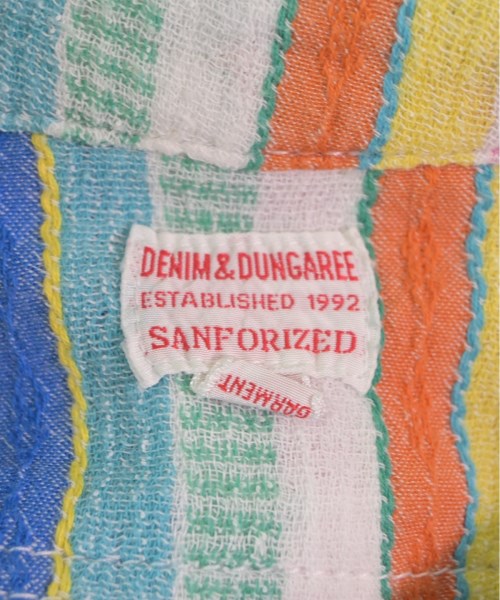 DENIM & DUNGAREE
ESTABLISHED 1992
SANFORIZED
GARMENT